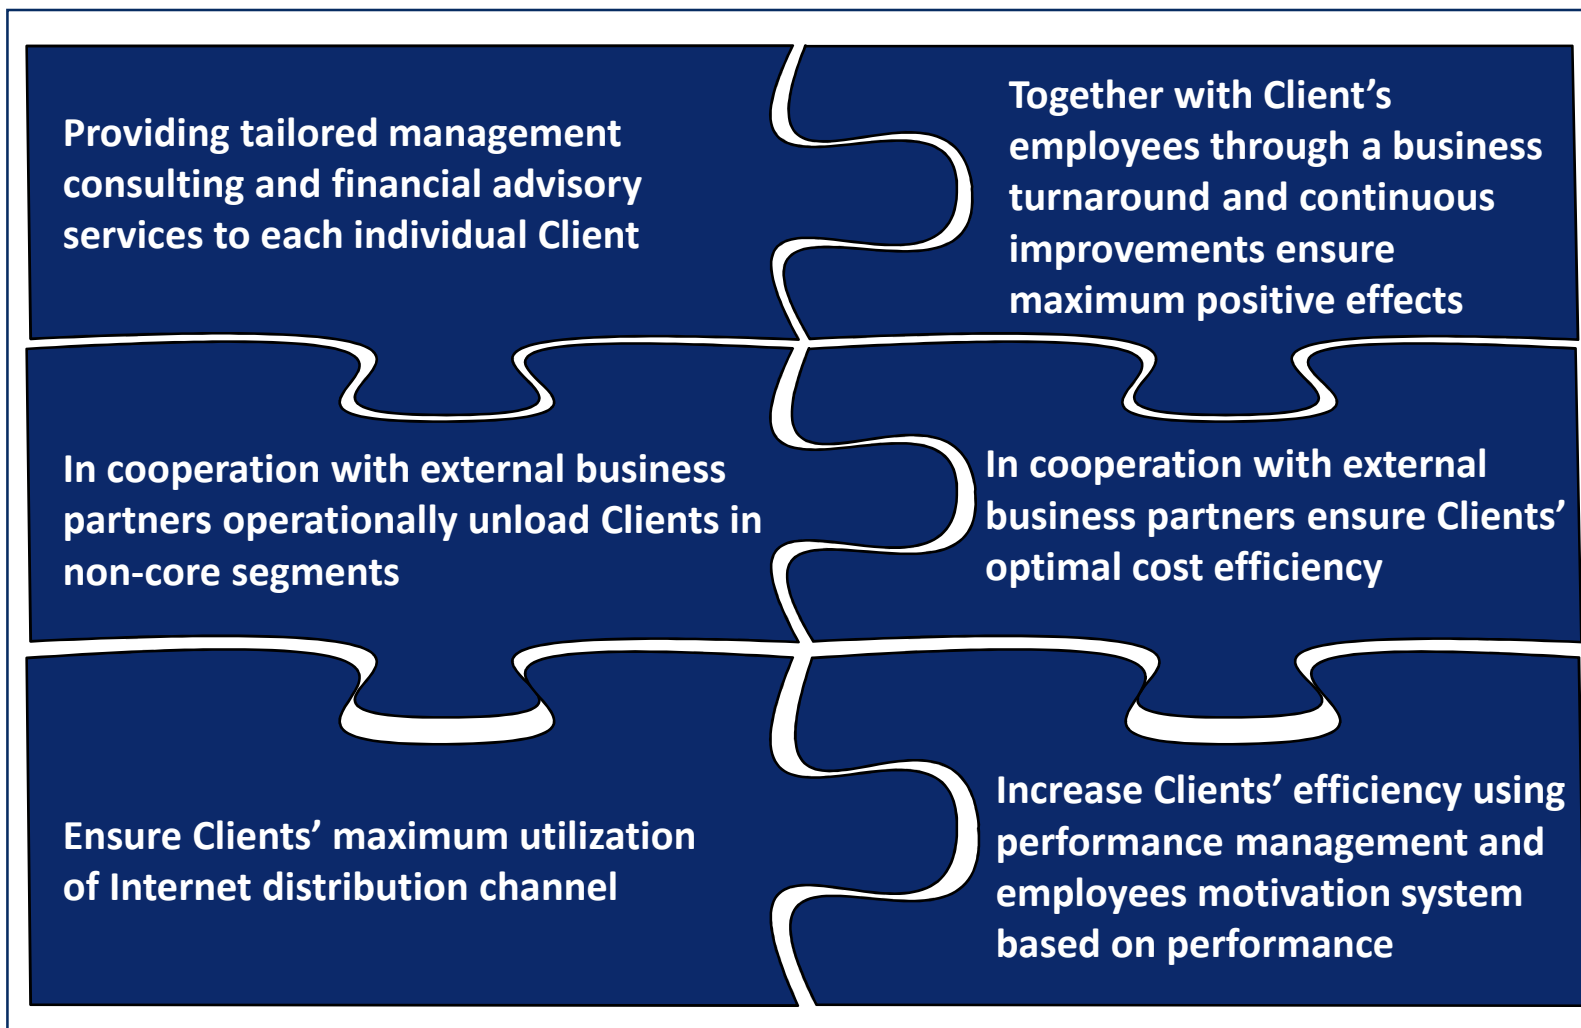 Providing tailored management
consulting and financial advisory
services to each individual Client
Together with Client’s
employees through a business
turnaround and continuous
improvements ensure
maximum positive effects
In cooperation with external business
partners operationally unload Clients in
non-core segments
In cooperation with external
business partners ensure Clients’
optimal cost efficiency
Ensure Clients’ maximum utilization
of Internet distribution channel
Increase Clients’ efficiency using
performance management and
employees motivation system
based on performance